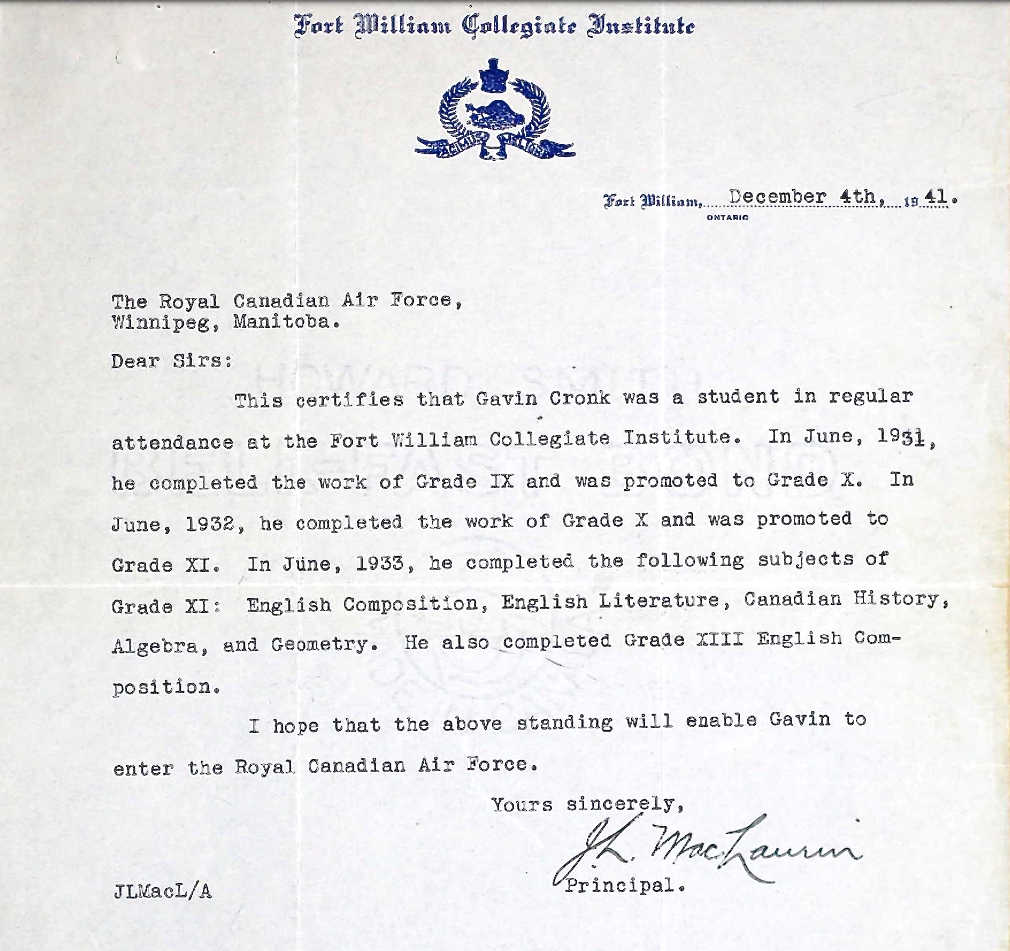 Fort William Collegiate Institute
AGIMUS MELIORA
Fort William, December 4th, 1941.
ONTARIO
The Royal Canadian Air Force,
Winnipeg, Manitoba.
Dear Sirs:
This certifies that Gavin Cronk was a student in regular
attendance at the Fort William Collegiate Institute. In June, 1931,
he completed the work of Grade IX and was promoted to Grade X. In
June, 1932, he completed the work of Grade X and was promoted to
Grade XI. In June, 1933, he completed the following subjects of
Grade XI: English Composition, English Literature, Canadian History,
Algebra, and Geometry. He also completed Grade XIII English Com-
position.
I hope that the above standing will enable Gavin to
enter the Royal Canadian Air Force.
Yours sincerely,
J.L. MacLaurin
Principal.
JLMacL/A